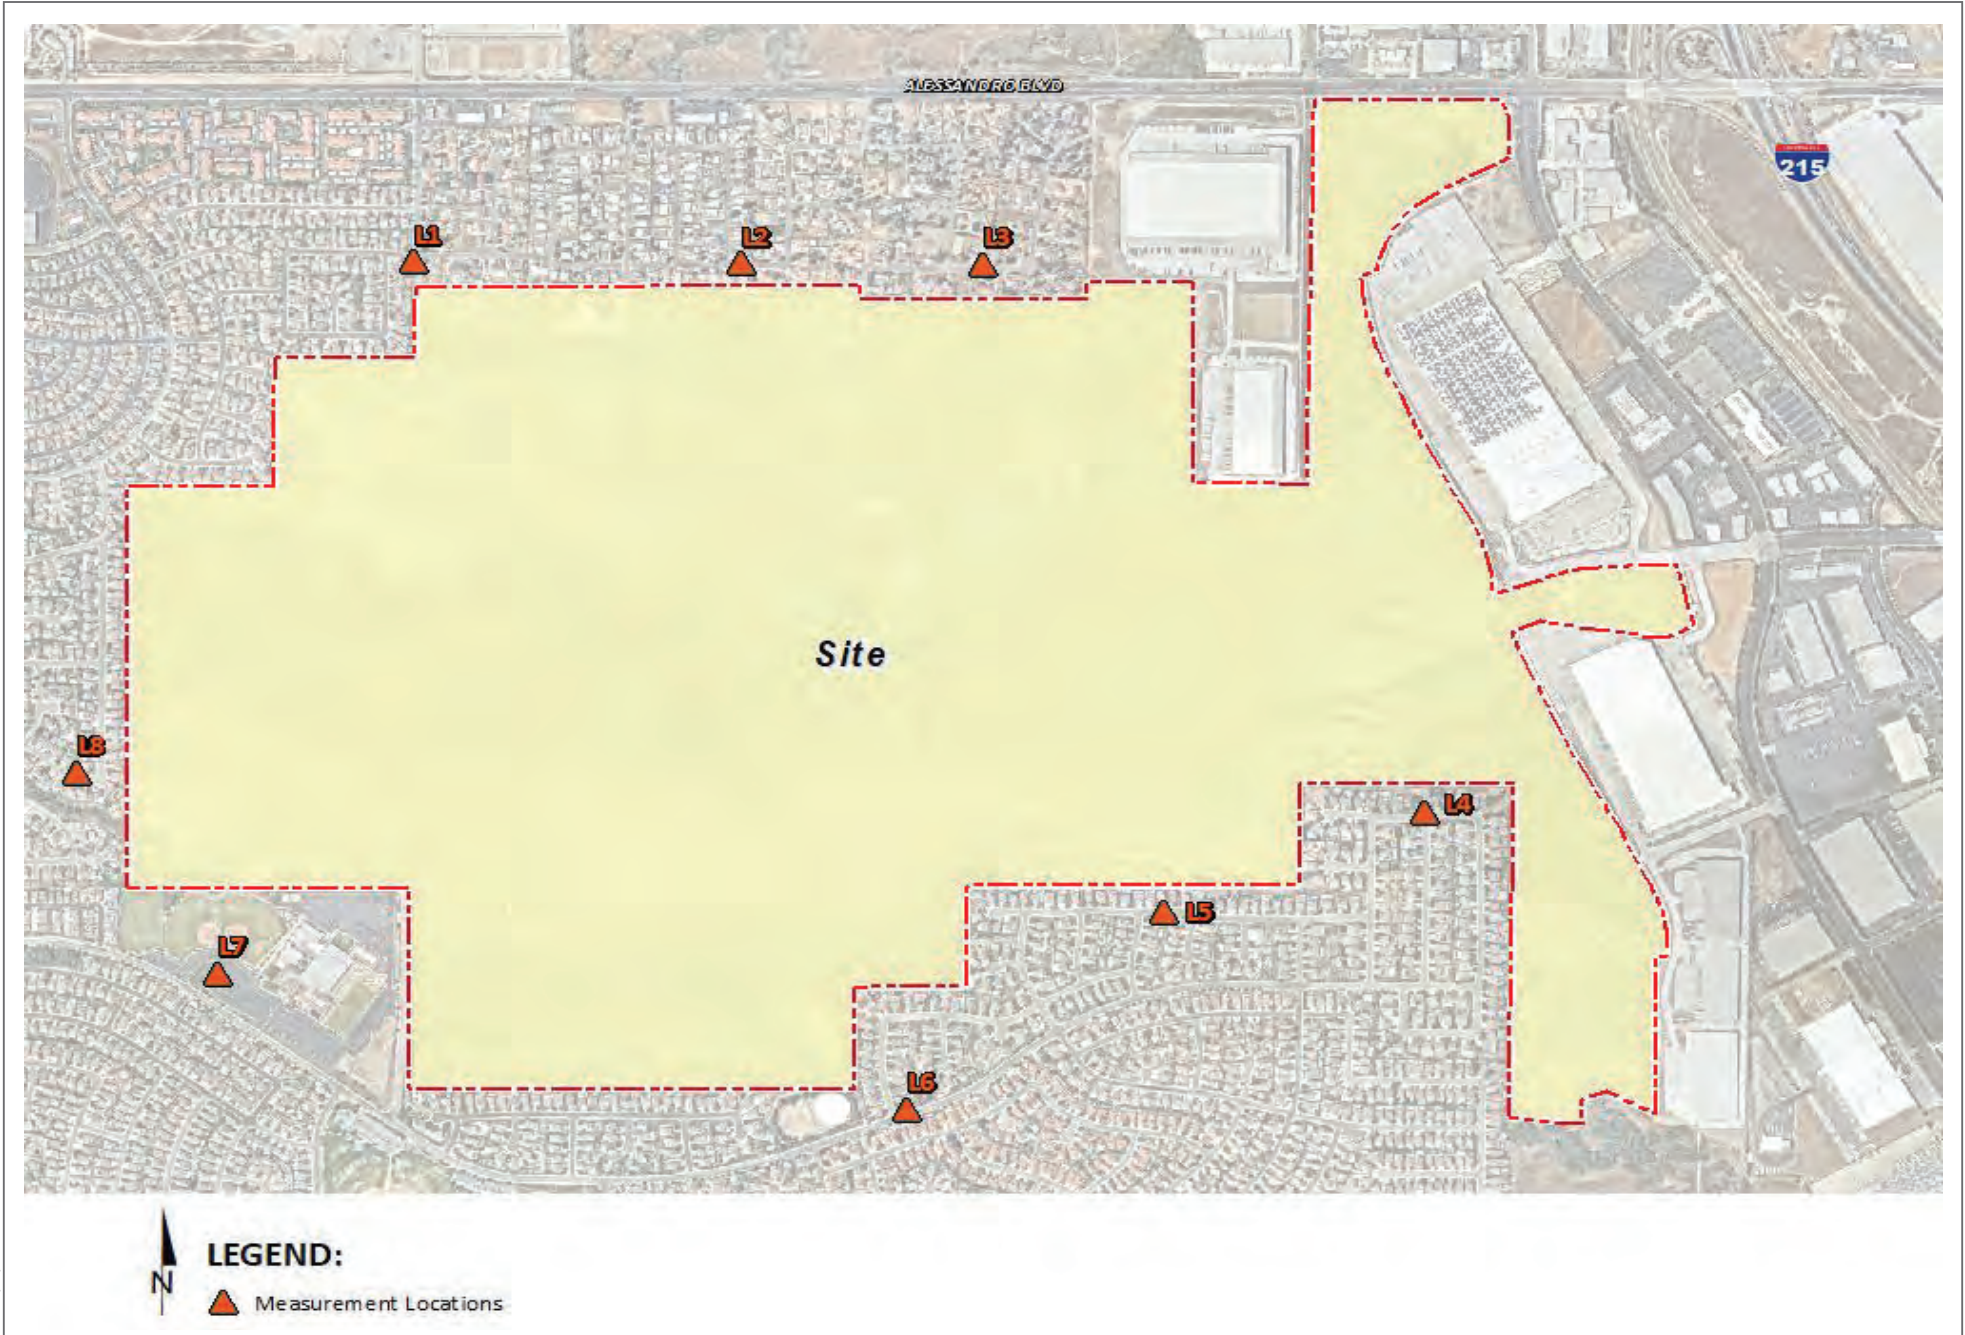 ALESSANDRO BLVD
215
L1
L2
L3
Site
L8
L4
L5
L7
L6
N
LEGEND:
Measurement Locations